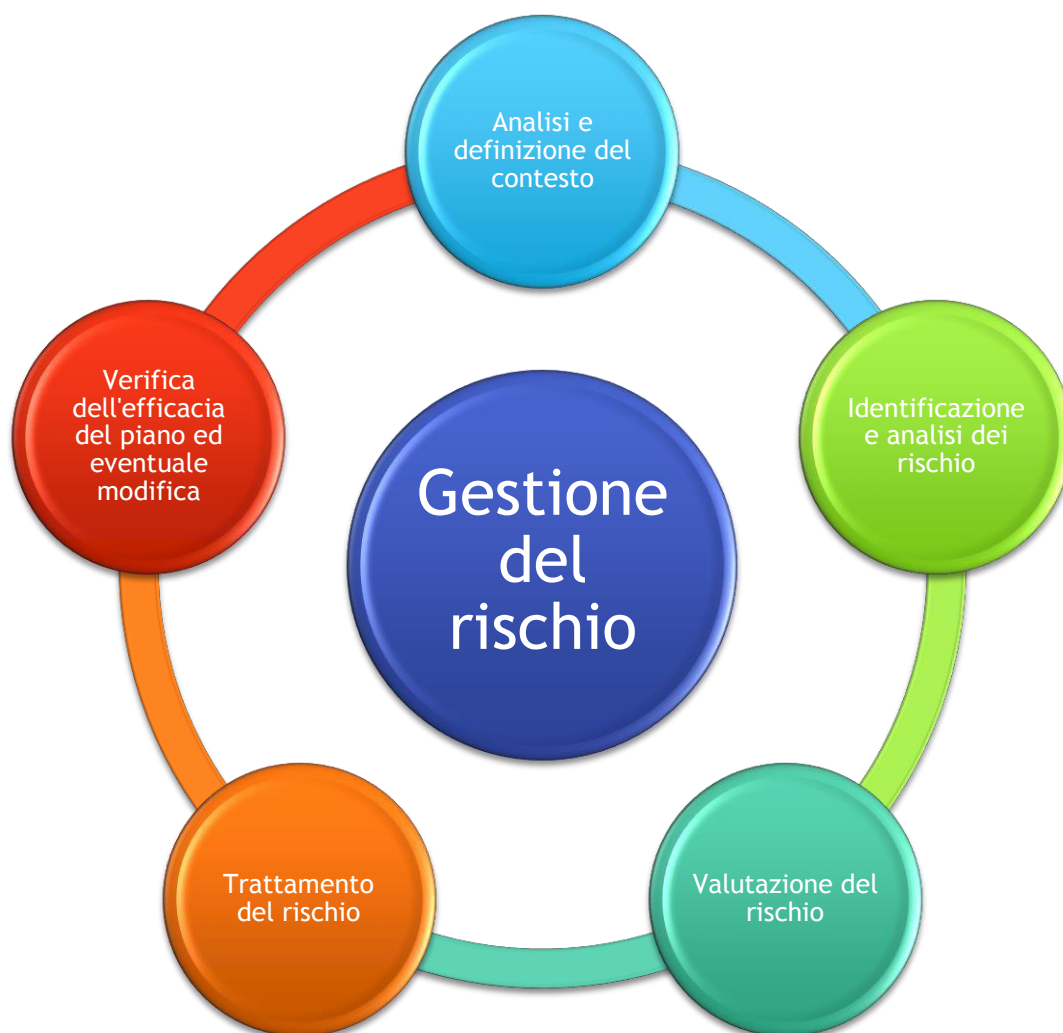 Analisi e
definizione del
contesto
Identificazione
e analisi dei
rischio
Valutazione del
rischio
Trattamento
del rischio
Verifica
dell'efficacia
del piano ed
eventuale
modifica
Gestione
del
rischio